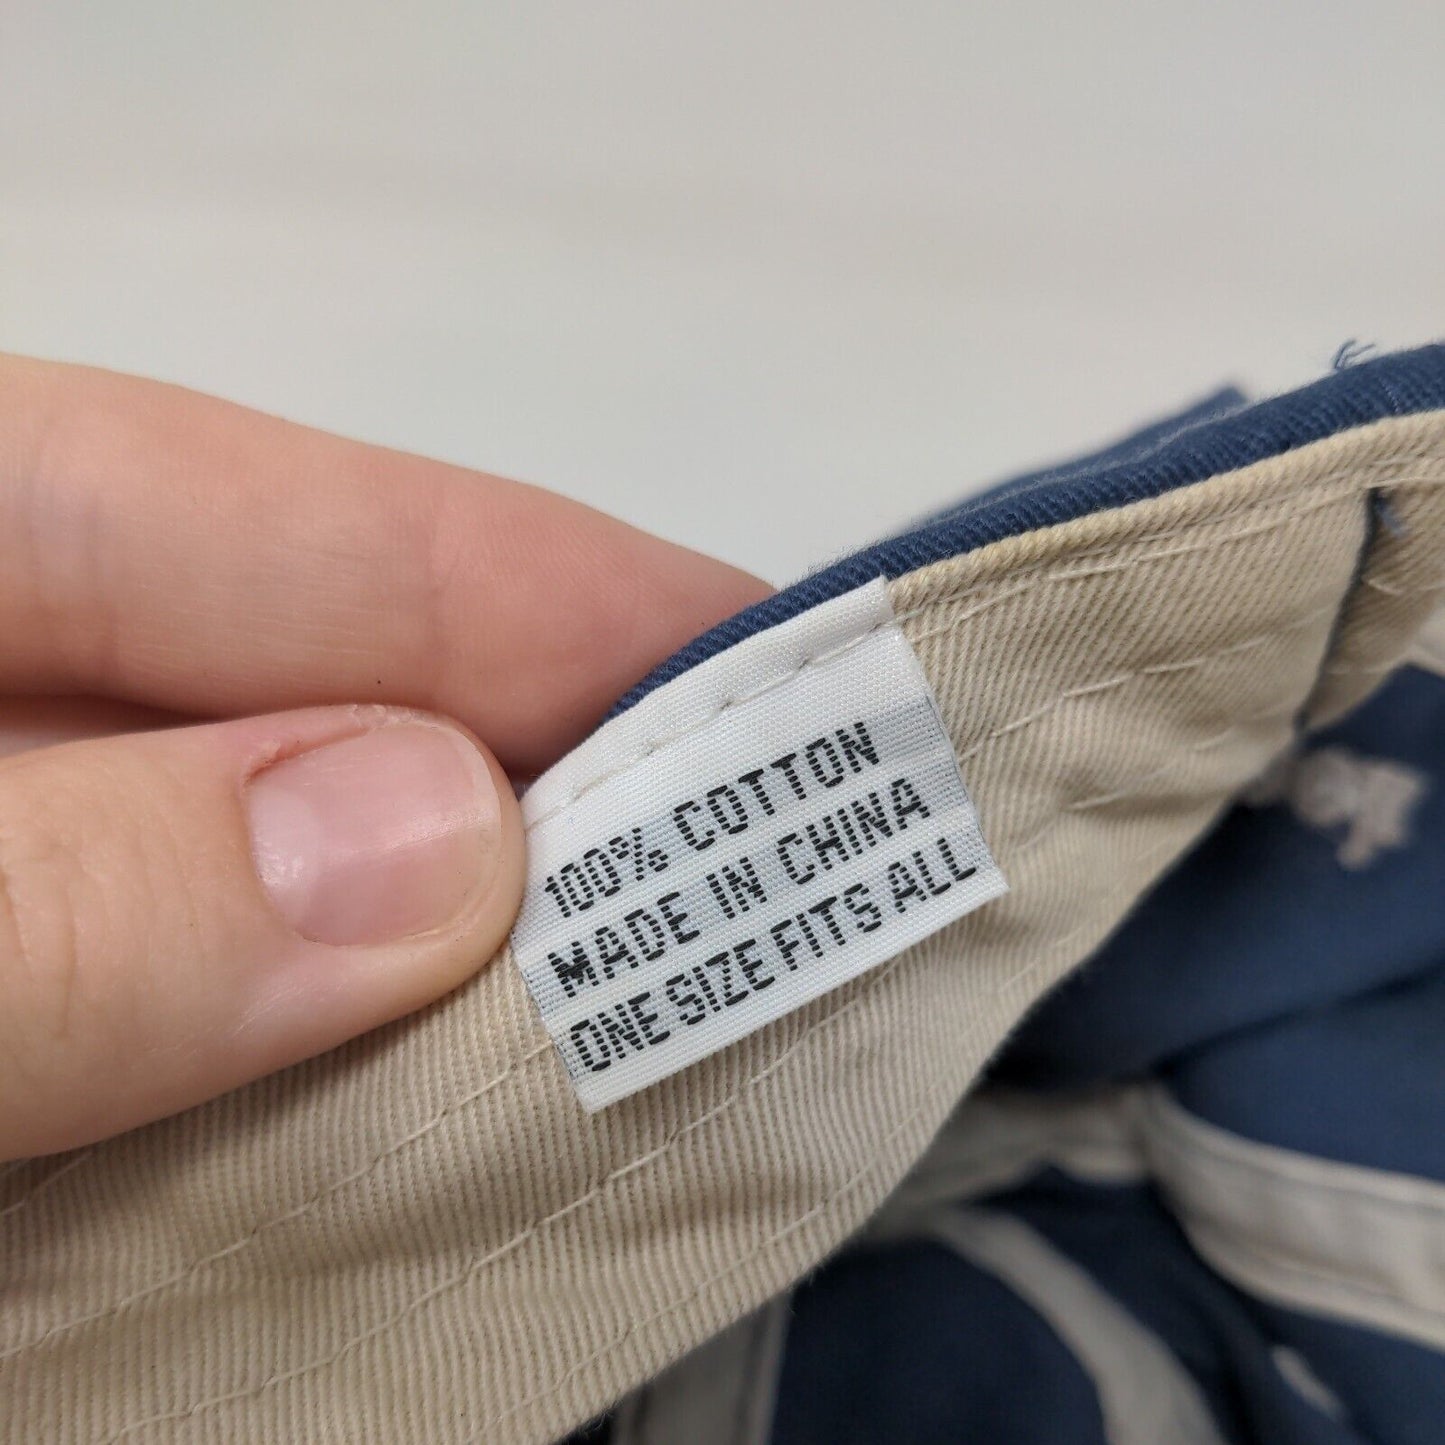 100% COTTON
MADE IN CHINA
ONE SIZE FITS ALL